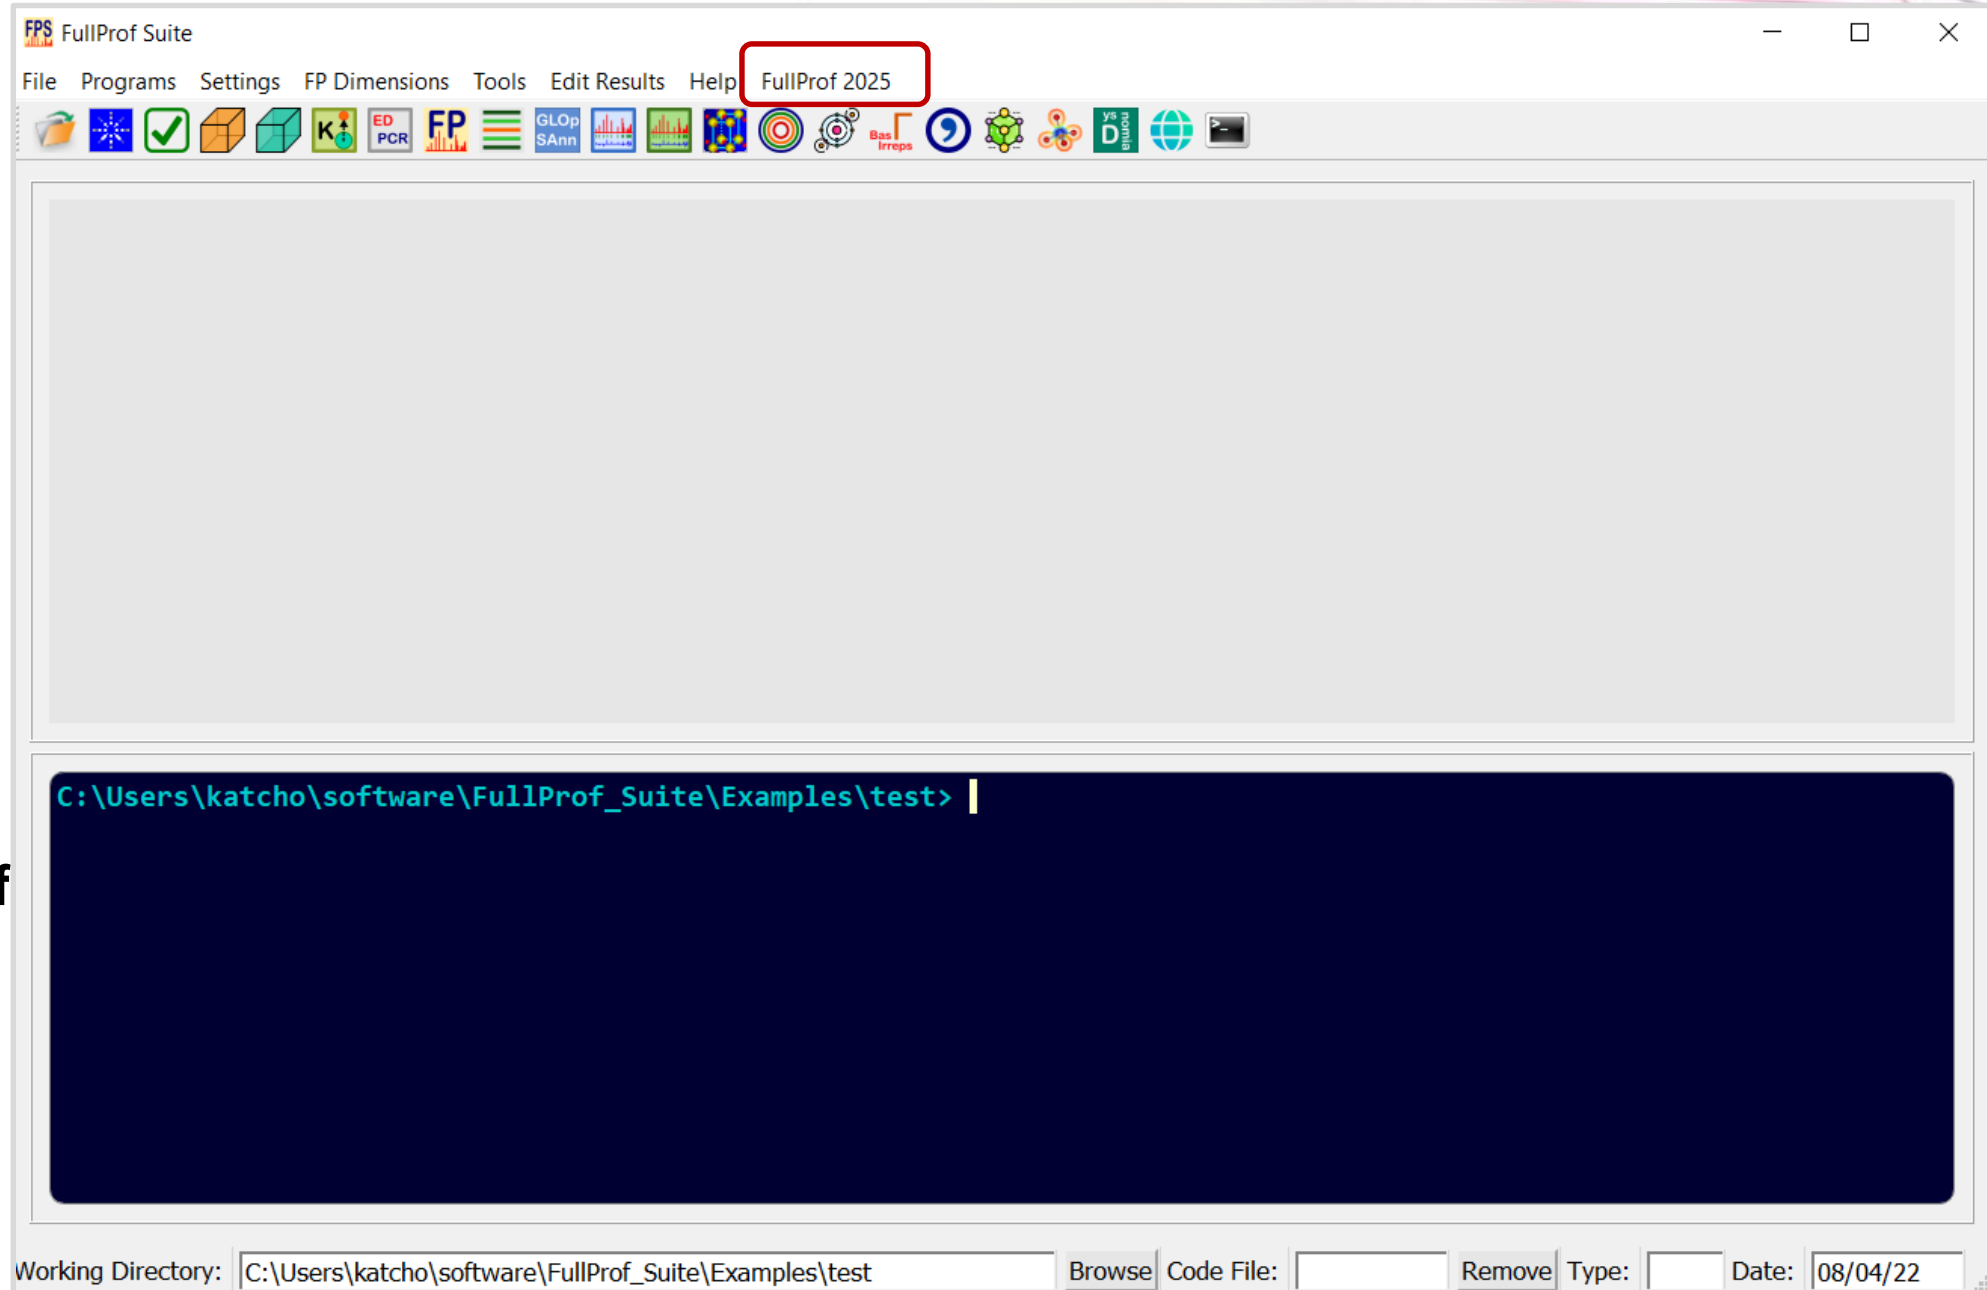 FPS FullProf Suite
File Programs Settings FP Dimensions Tools Edit Results Help FullProf 2025
K ED PCR FP GLOp SAnn Bas Irreps ys D nomia >-
C:\Users\katcho\software\FullProf_Suite\Examples\test>
f
Working Directory: C:\Users\katcho\software\FullProf_Suite\Examples\test Browse Code File: Remove Type: Date: 08/04/22